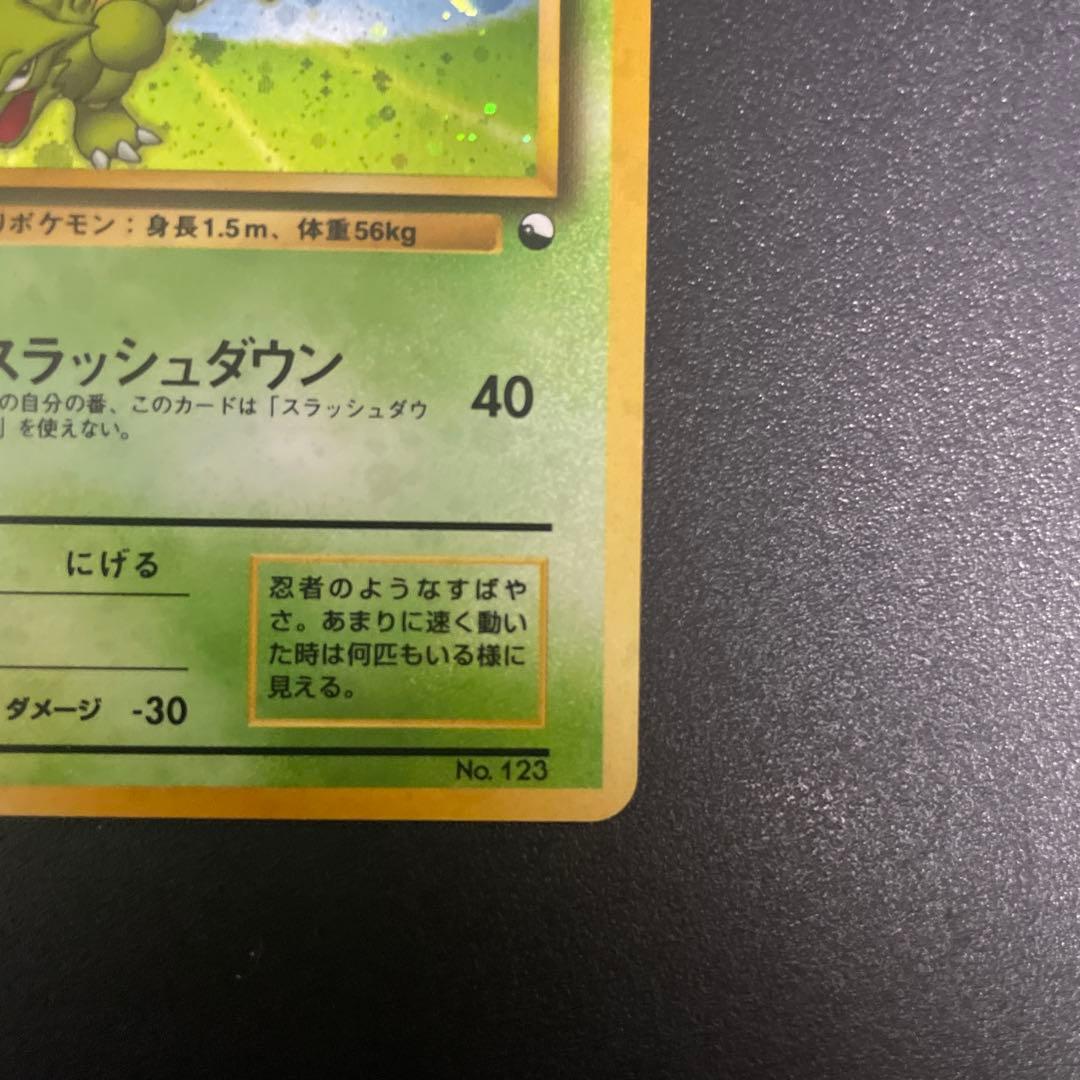 ポケモン：身長1.5m、体重56kg
スラッシュダウン
40
の自分の番、このカードは「スラッシュダウ
」を使えない。
にげる
忍者のようなすばや
さ。あまりに速く動い
た時は何匹もいる様に
見える。
ダメージ -30
No. 123